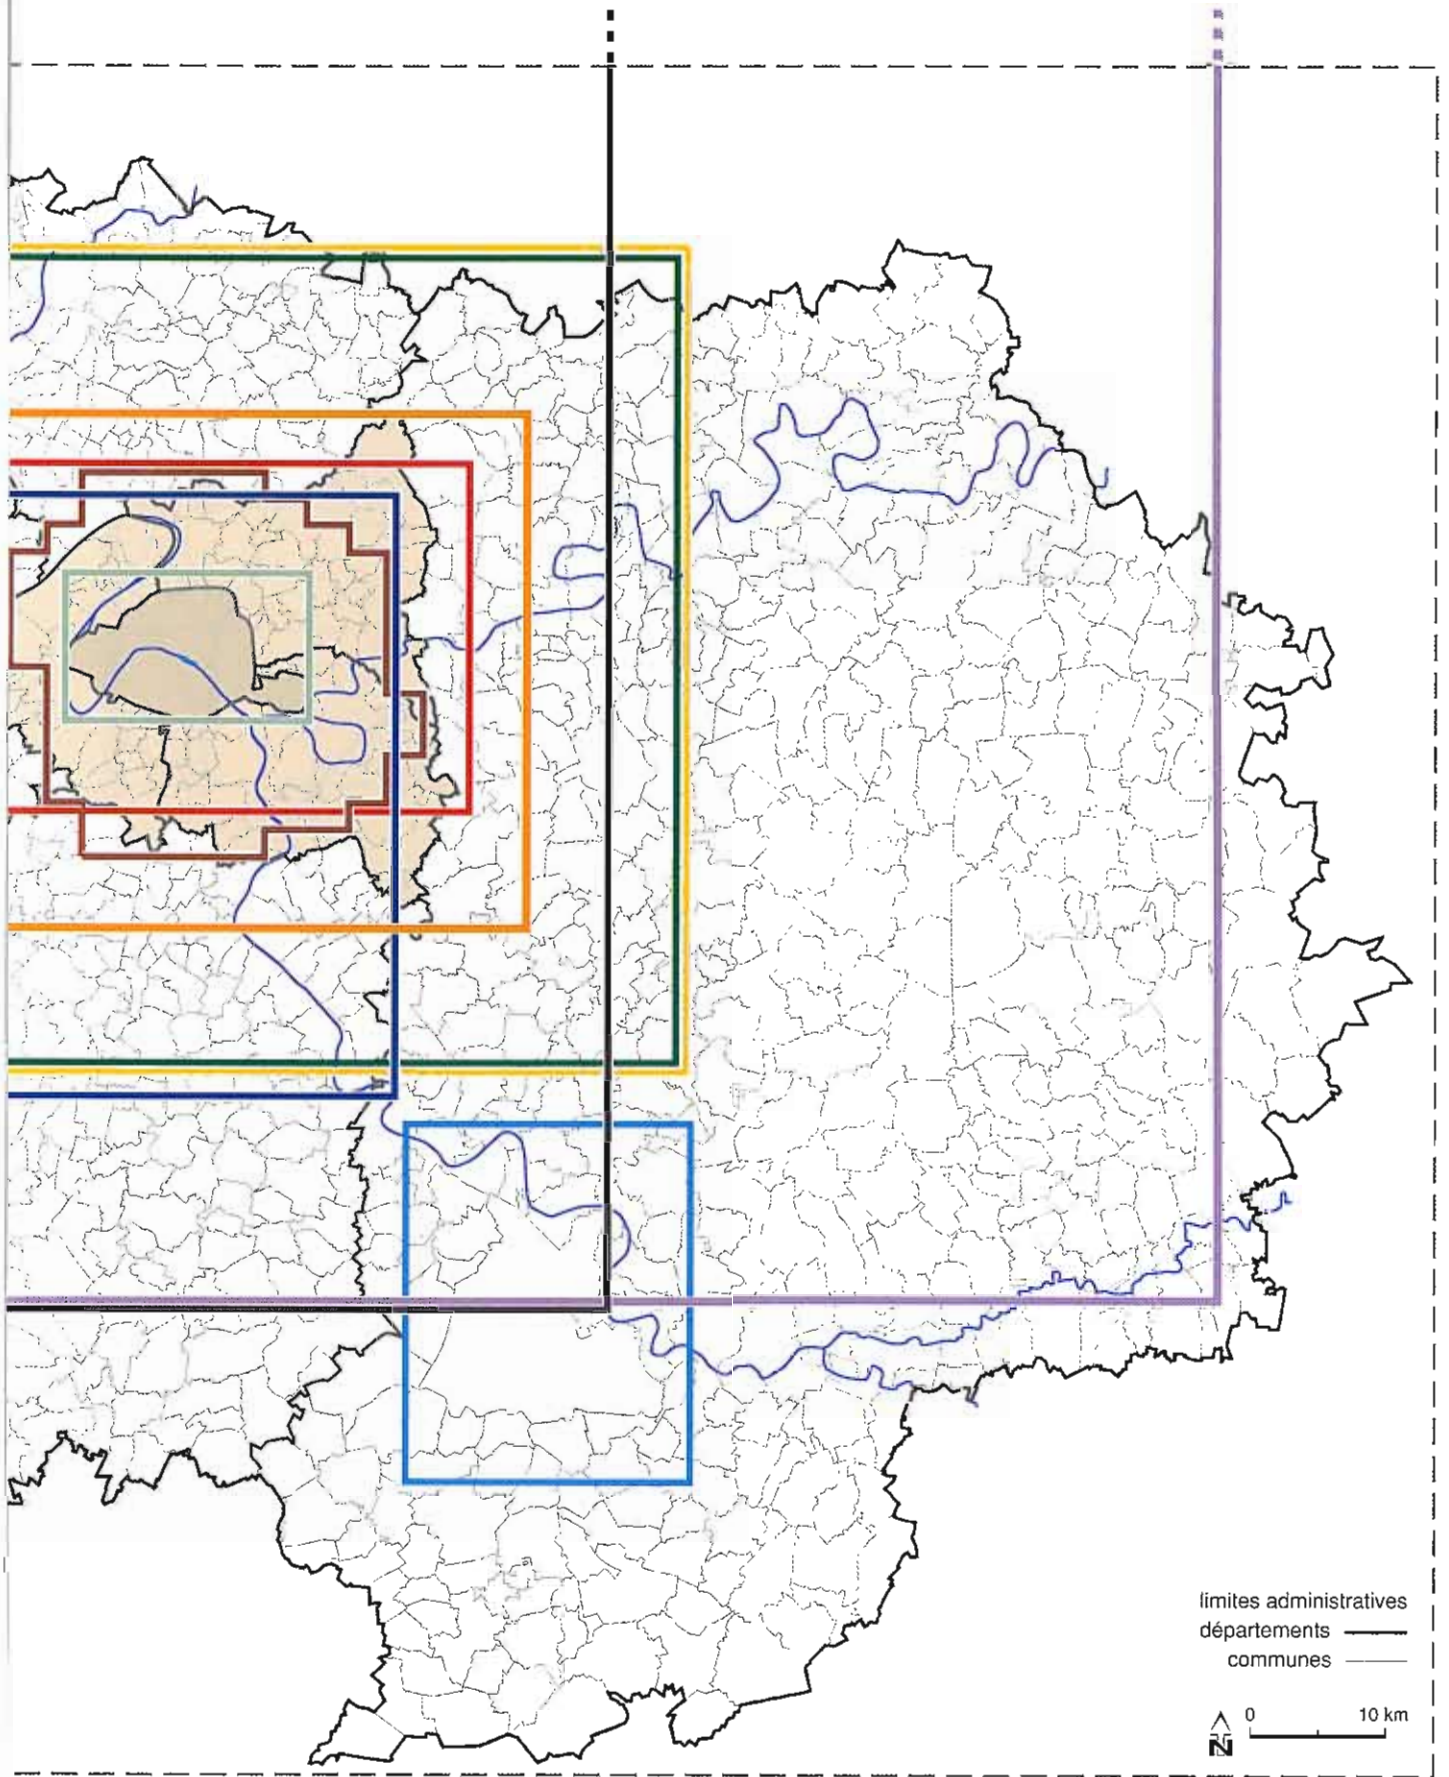 limites administratives
départements
communes
0 10 km
N